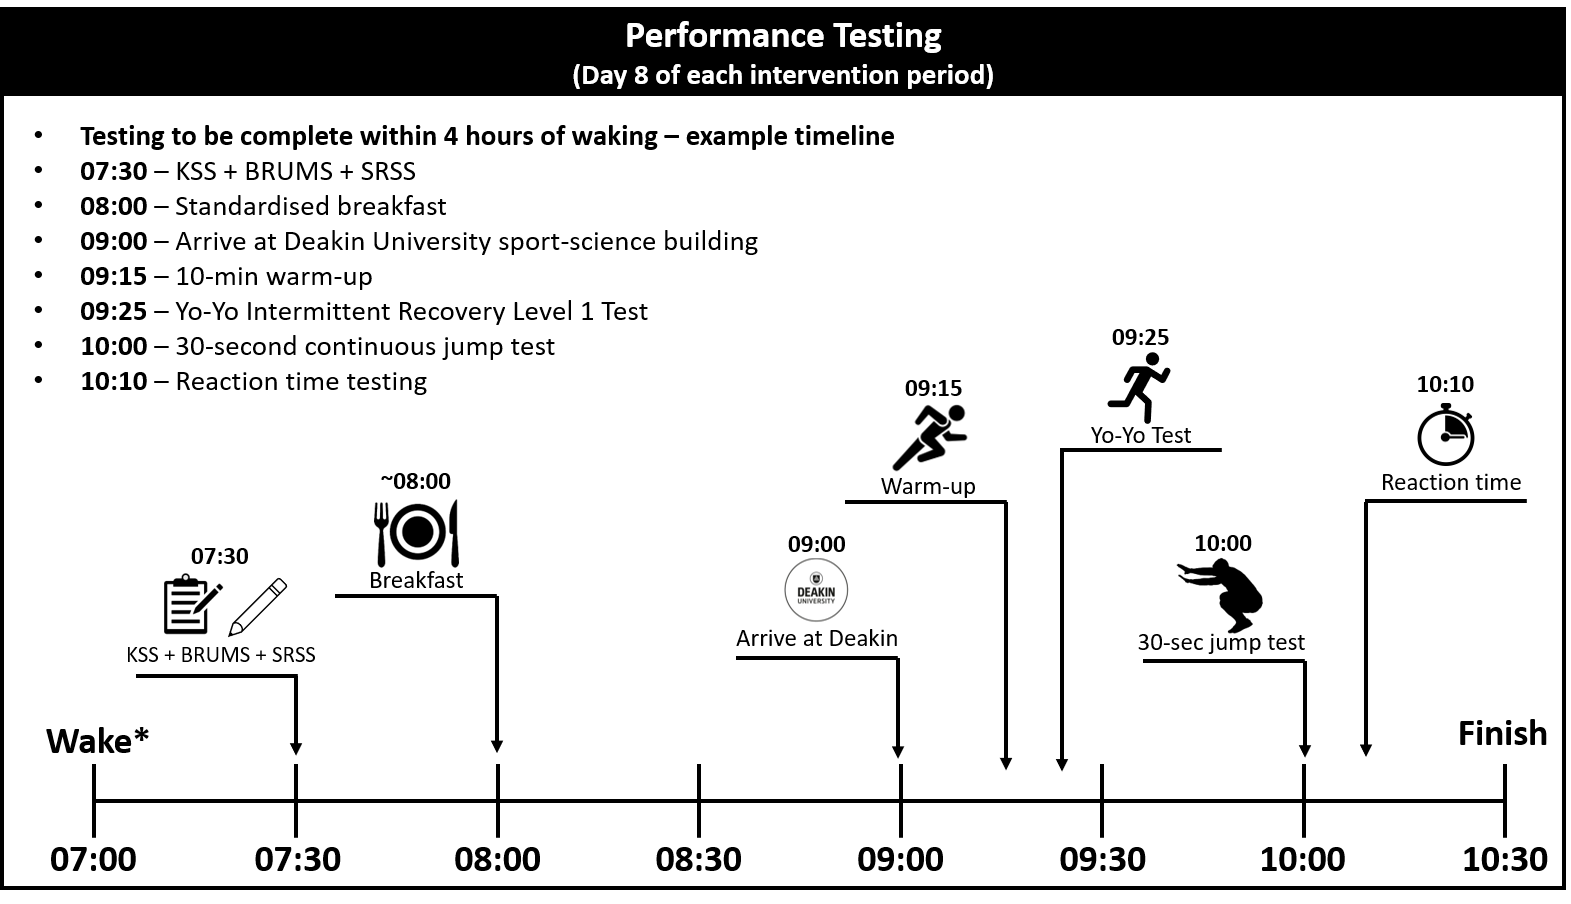 Performance Testing
(Day 8 of each intervention period)
• Testing to be complete within 4 hours of waking – example timeline
• 07:30 – KSS + BRUMS + SRSS
• 08:00 – Standardised breakfast
• 09:00 – Arrive at Deakin University sport-science building
• 09:15 – 10-min warm-up
• 09:25 – Yo-Yo Intermittent Recovery Level 1 Test
• 10:00 – 30-second continuous jump test
• 10:10 – Reaction time testing
07:30
KSS + BRUMS + SRSS
~08:00
Breakfast
09:00
DEAKIN
UNIVERSITY
Arrive at Deakin
09:15
Warm-up
09:25
Yo-Yo Test
10:00
30-sec jump test
10:10
Reaction time
Wake*
Finish
07:00 07:30 08:00 08:30 09:00 09:30 10:00 10:30